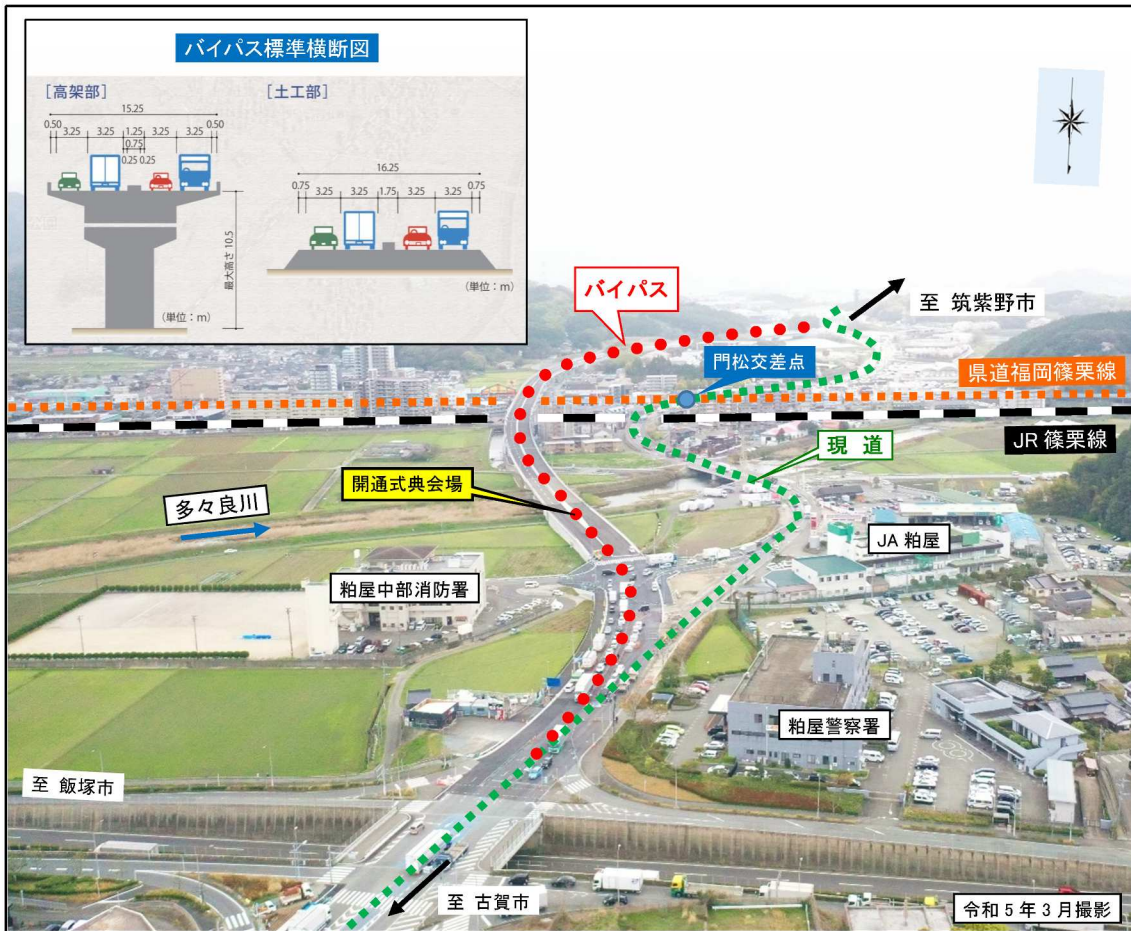 バイパス標準横断図
[高架部]
[土工部]
15.25
0.50 3.25 3.25 1.25 3.25 3.25 0.50
0.75
0.25 0.25
最大高さ10.5
(単位:m)
16.25
0.75 3.25 3.25 1.75 3.25 3.25 0.75
(単位:m)
バイパス
至 筑紫野市
門松交差点
県道福岡篠栗線
JR篠栗線
現 道
開通式典会場
多々良川
JA粕屋
粕屋中部消防署
粕屋警察署
至 飯塚市
至 古賀市
令和5年3月撮影